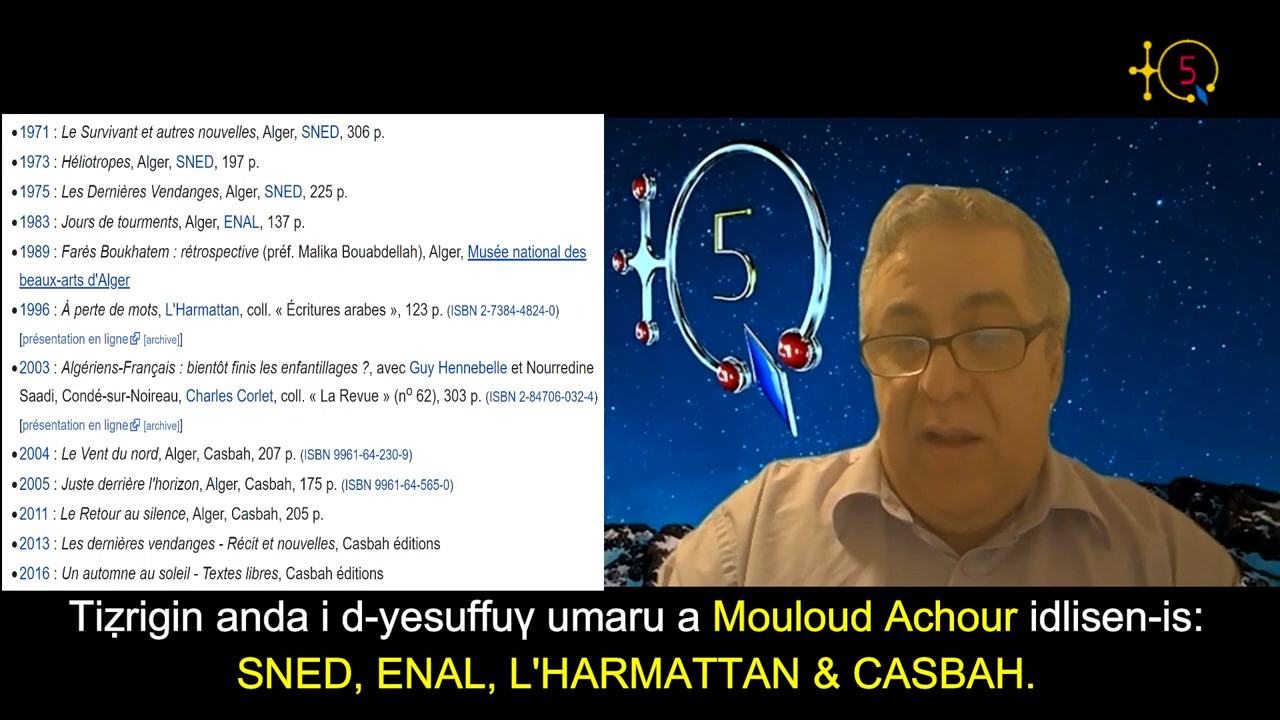 5
•1971 : Le Survivant et autres nouvelles, Alger, SNED, 306 p.
•1973 : Héliotropes, Alger, SNED, 197 p.
•1975 : Les Dernières Vendanges, Alger, SNED, 225 p.
•1983 : Jours de tourments, Alger, ENAL, 137 p.
•1989 : Farès Boukhatem : rétrospective (préf. Malika Bouabdellah), Alger, Musée national des
beaux-arts d'Alger
•1996 : À perte de mots, L'Harmattan, coll. « Écritures arabes », 123 p. (ISBN 2-7384-4824-0)
[présentation en ligne [archive]]
•2003 : Algériens-Français : bientôt finis les enfantillages ?, avec Guy Hennebelle et Nourredine
Saadi, Condé-sur-Noireau, Charles Corlet, coll. « La Revue » (nº 62), 303 p. (ISBN 2-84706-032-4)
[présentation en ligne [archive]]
•2004 : Le Vent du nord, Alger, Casbah, 207 p. (ISBN 9961-64-230-9)
•2005 : Juste derrière l'horizon, Alger, Casbah, 175 p. (ISBN 9961-64-565-0)
•2011 : Le Retour au silence, Alger, Casbah, 205 p.
•2013 : Les dernières vendanges - Récit et nouvelles, Casbah éditions
•2016 : Un automne au soleil - Textes libres, Casbah éditions
5
Tiẓrigin anda i d-yesuffuɣ umaru a Mouloud Achour idlisen-is:
SNED, ENAL, L'HARMATTAN & CASBAH.